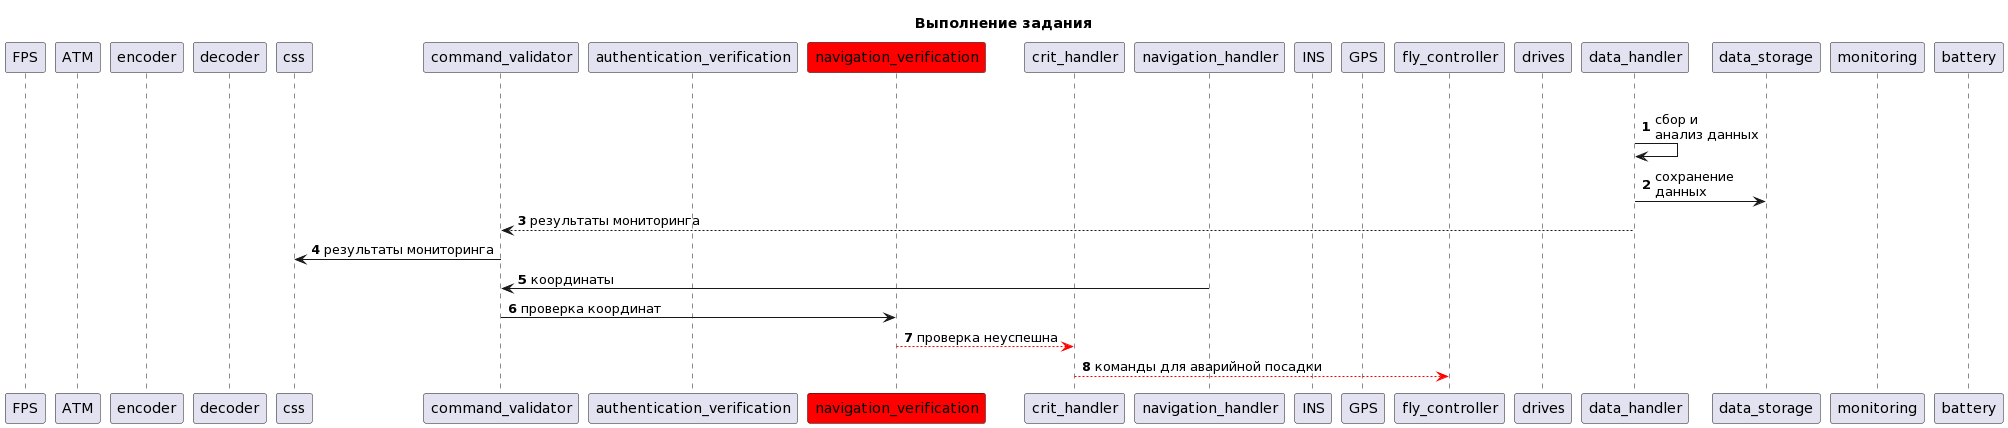 Выполнение задания
FPS
ATM
encoder
decoder
css
command_validator
authentication_verification
navigation_verification
crit_handler
navigation_handler
INS
GPS
fly_controller
drives
data_handler
data_storage
monitoring
battery
1 сбор и
анализ данных
2 сохранение
данных
3 результаты мониторинга
4 результаты мониторинга
5 координаты
6 проверка координат
7 проверка неуспешна
8 команды для аварийной посадки
FPS
ATM
encoder
decoder
css
command_validator
authentication_verification
navigation_verification
crit_handler
navigation_handler
INS
GPS
fly_controller
drives
data_handler
data_storage
monitoring
battery